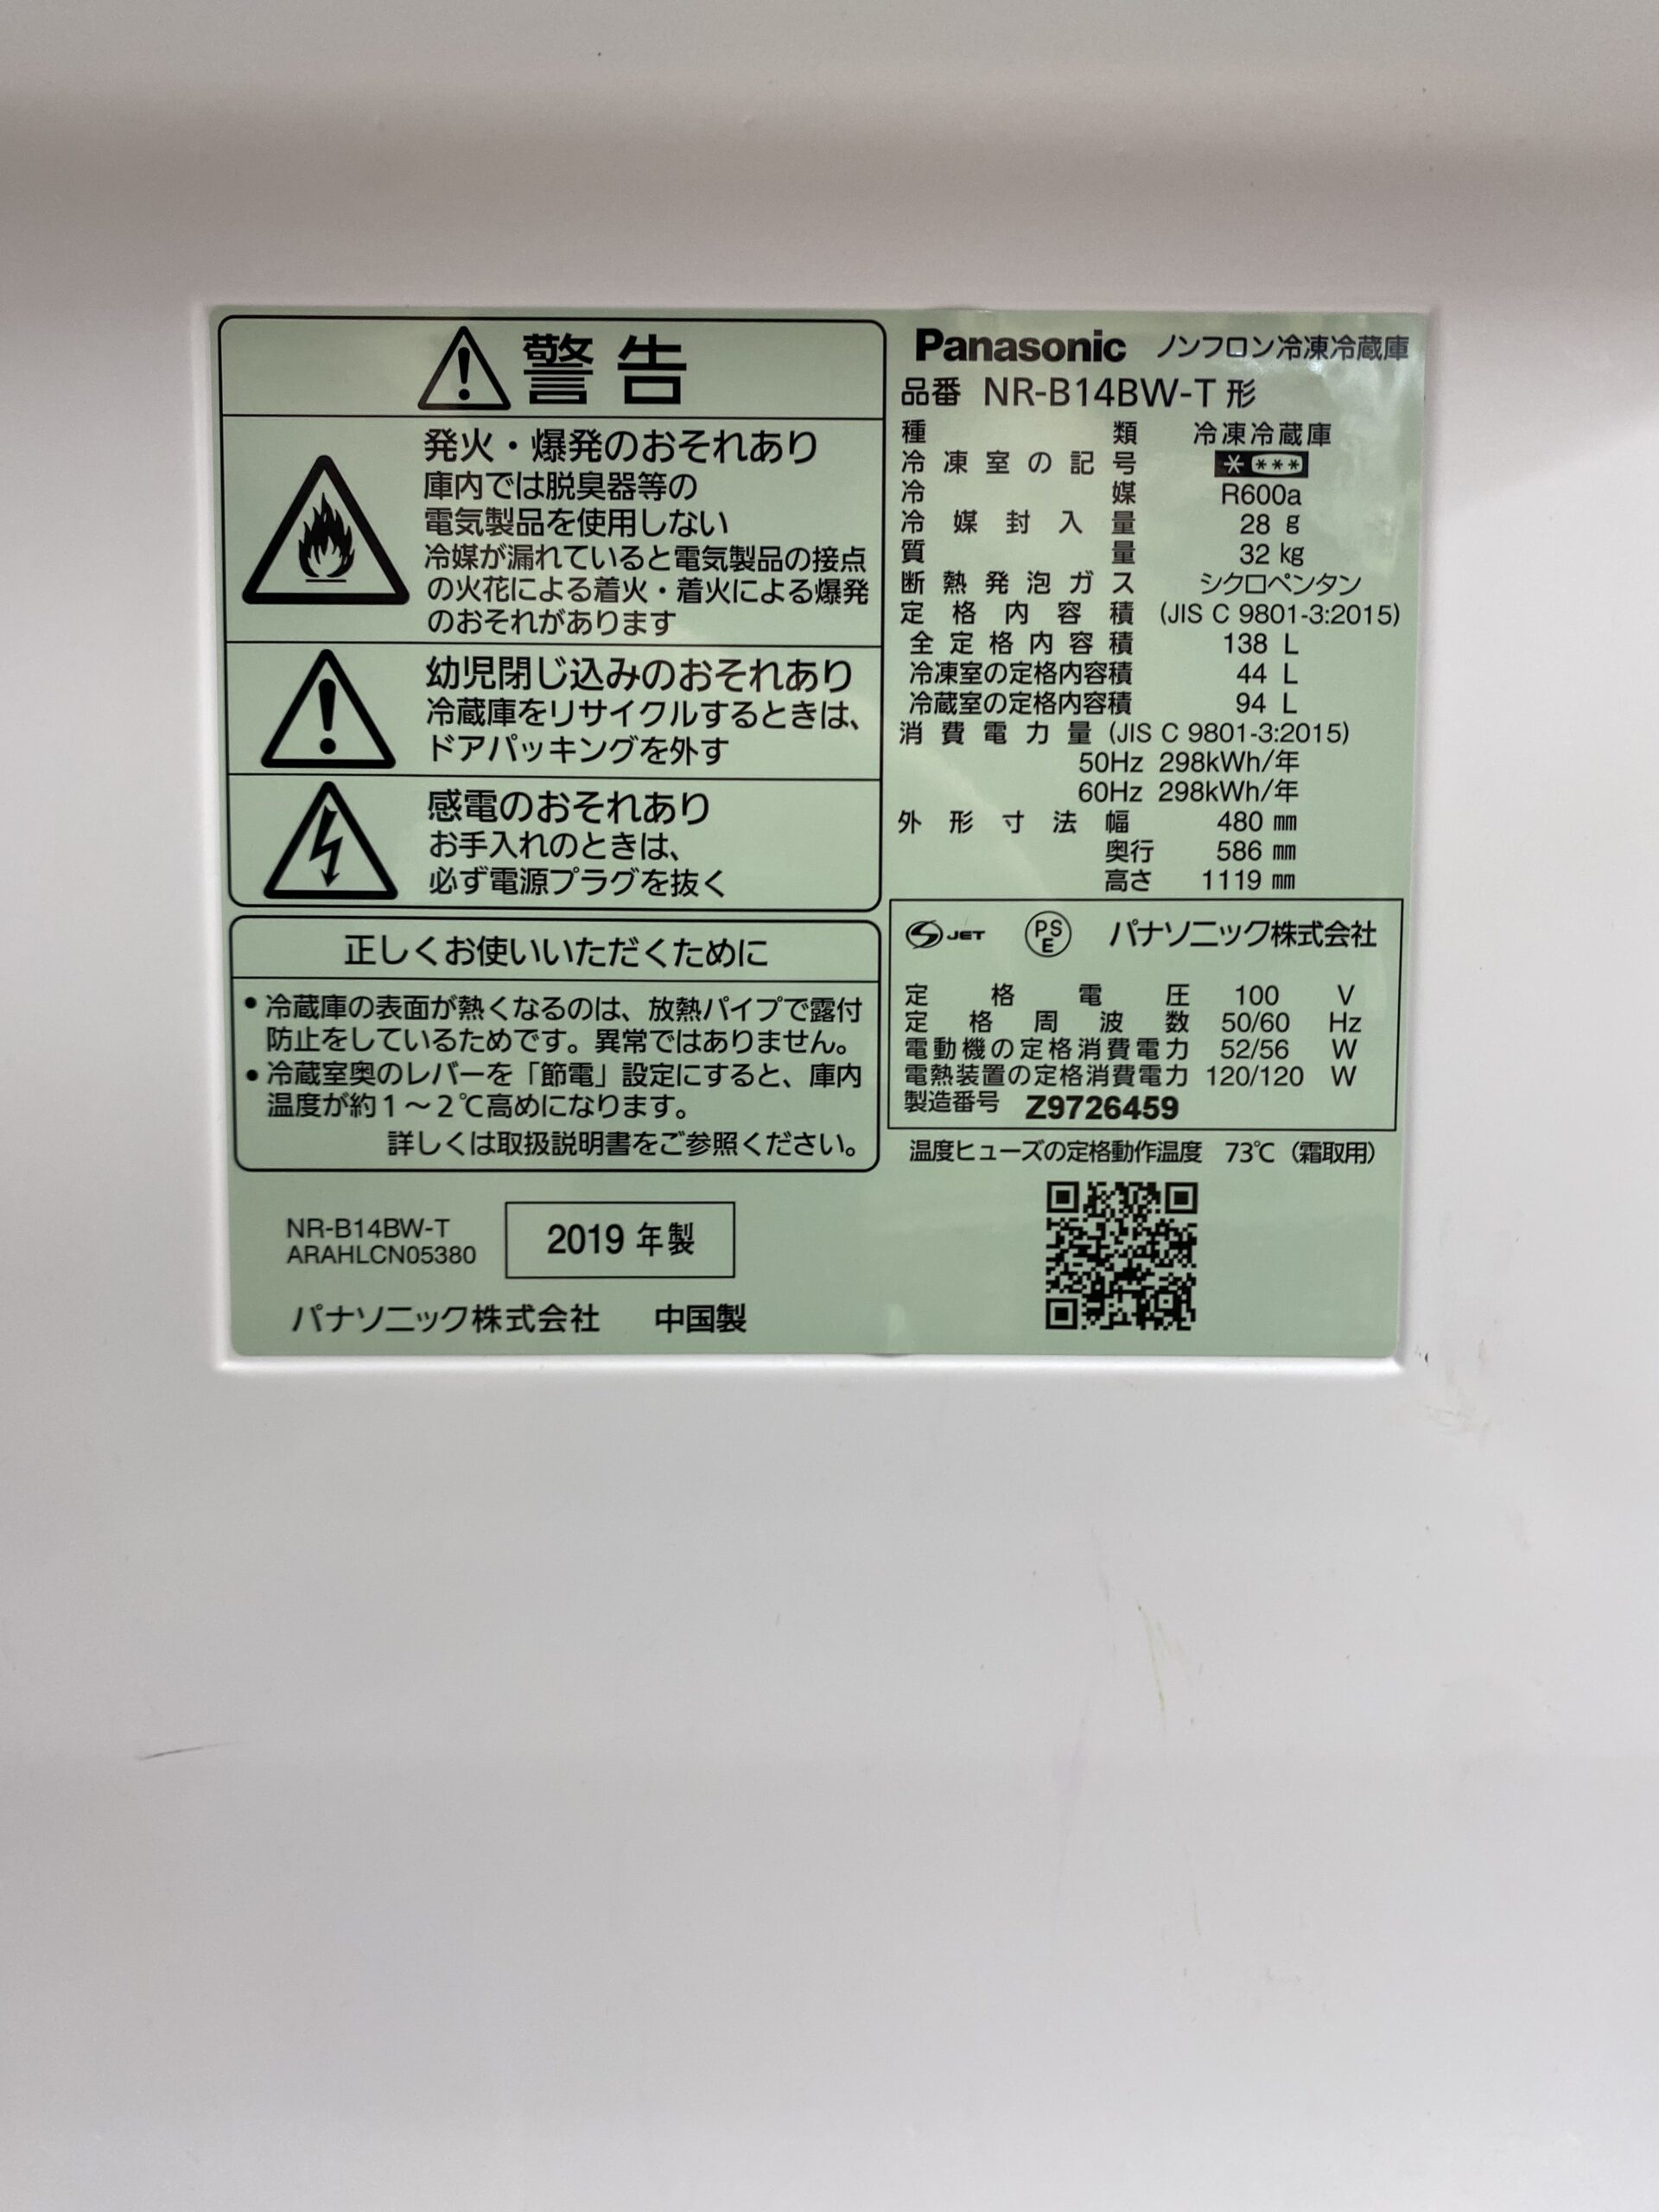 警告
発火・爆発のおそれあり
庫内では脱臭器等の
電気製品を使用しない
冷媒が漏れていると電気製品の接点
の火花による着火・着火による爆発
のおそれがあります
幼児閉じ込みのおそれあり
冷蔵庫をリサイクルするときは、
ドアパッキングを外す
感電のおそれあり
お手入れのときは、
必ず電源プラグを抜く
正しくお使いいただくために
• 冷蔵庫の表面が熱くなるのは、放熱パイプで露付
防止をしているためです。異常ではありません。
• 冷蔵室奥のレバーを「節電」設定にすると、庫内
温度が約1～2℃高めになります。
詳しくは取扱説明書をご参照ください。
NR-B14BW-T
ARAHLCN05380
2019 年製
パナソニック株式会社 中国製
Panasonic ノンフロン冷凍冷蔵庫
品番 NR-B14BW-T 形
種類 冷凍冷蔵庫
冷凍室の記号 * ***
冷媒 R600a
冷媒封入量 28 g
質量 32 kg
断熱発泡ガス シクロペンタン
定格内容積 (JIS C 9801-3:2015)
全定格内容積 138 L
冷凍室の定格内容積 44 L
冷蔵室の定格内容積 94 L
消費電力量 (JIS C 9801-3:2015)
50Hz 298kWh/年
60Hz 298kWh/年
外形寸法 幅 480 mm
奥行 586 mm
高さ 1119 mm
S JET PS E パナソニック株式会社
定格電圧 100 V
定格周波数 50/60 Hz
電動機の定格消費電力 52/56 W
電熱装置の定格消費電力 120/120 W
製造番号 Z9726459
温度ヒューズの定格動作温度 73℃（霜取用）